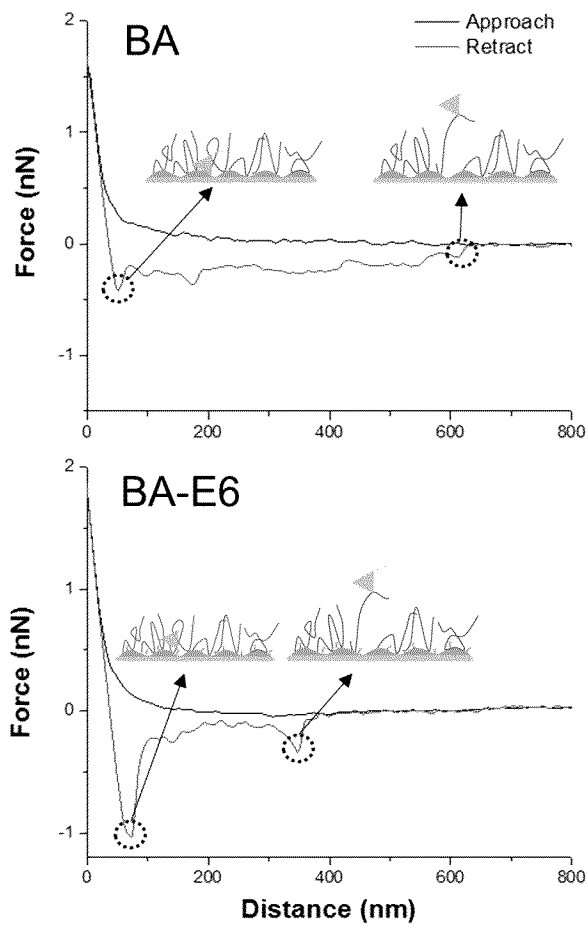 BA
Approach
Retract
Force (nN)
2
1
0
-1
0
200
400
600
800
BA-E6
Force (nN)
2
1
0
-1
0
200
400
600
800
Distance (nm)